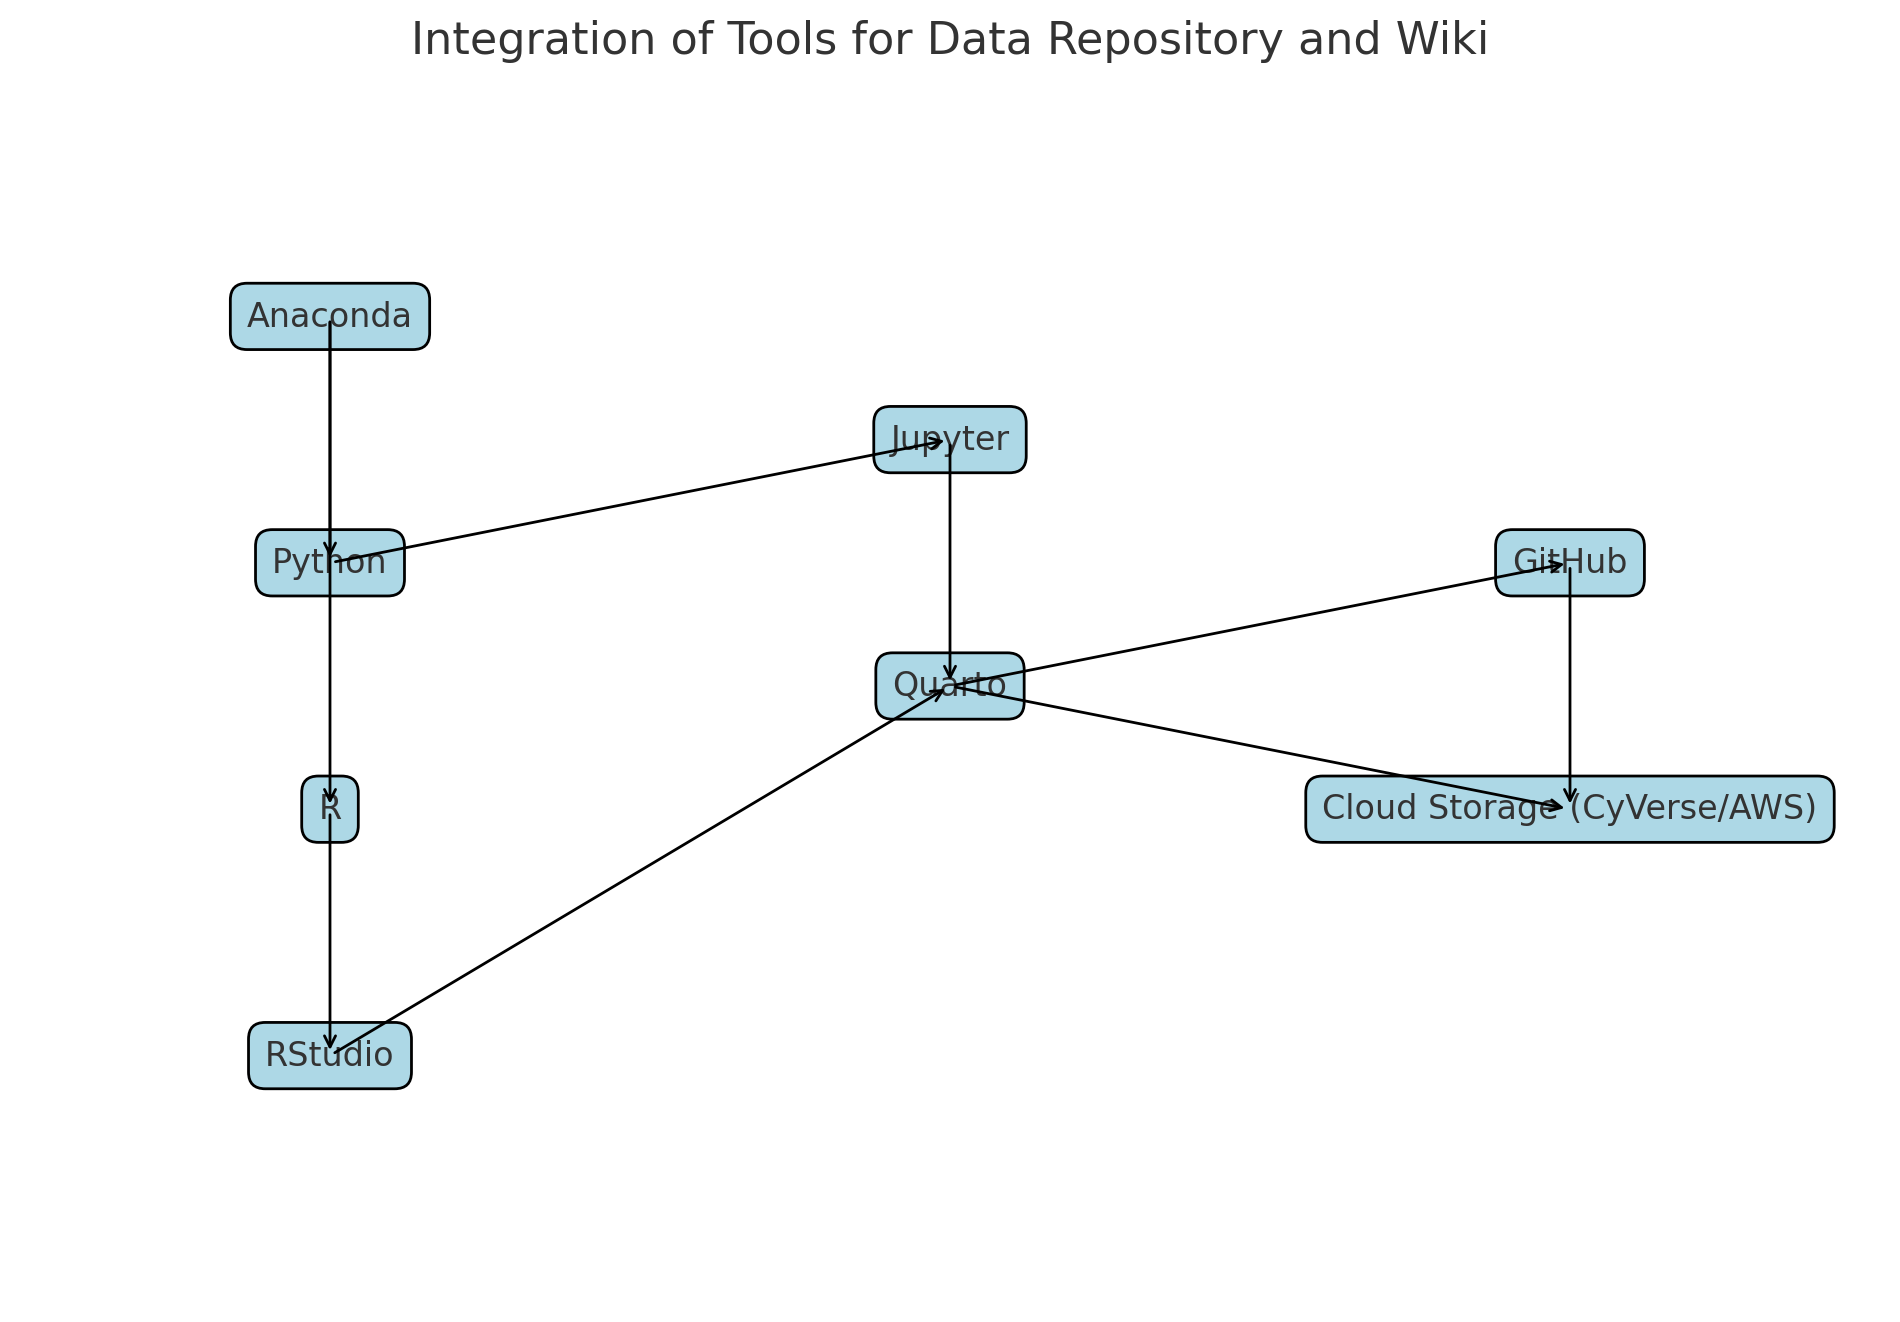 Integration of Tools for Data Repository and Wiki
Anaconda
Jupyter
Python
GitHub
Quarto
R
Cloud Storage (CyVerse/AWS)
RStudio